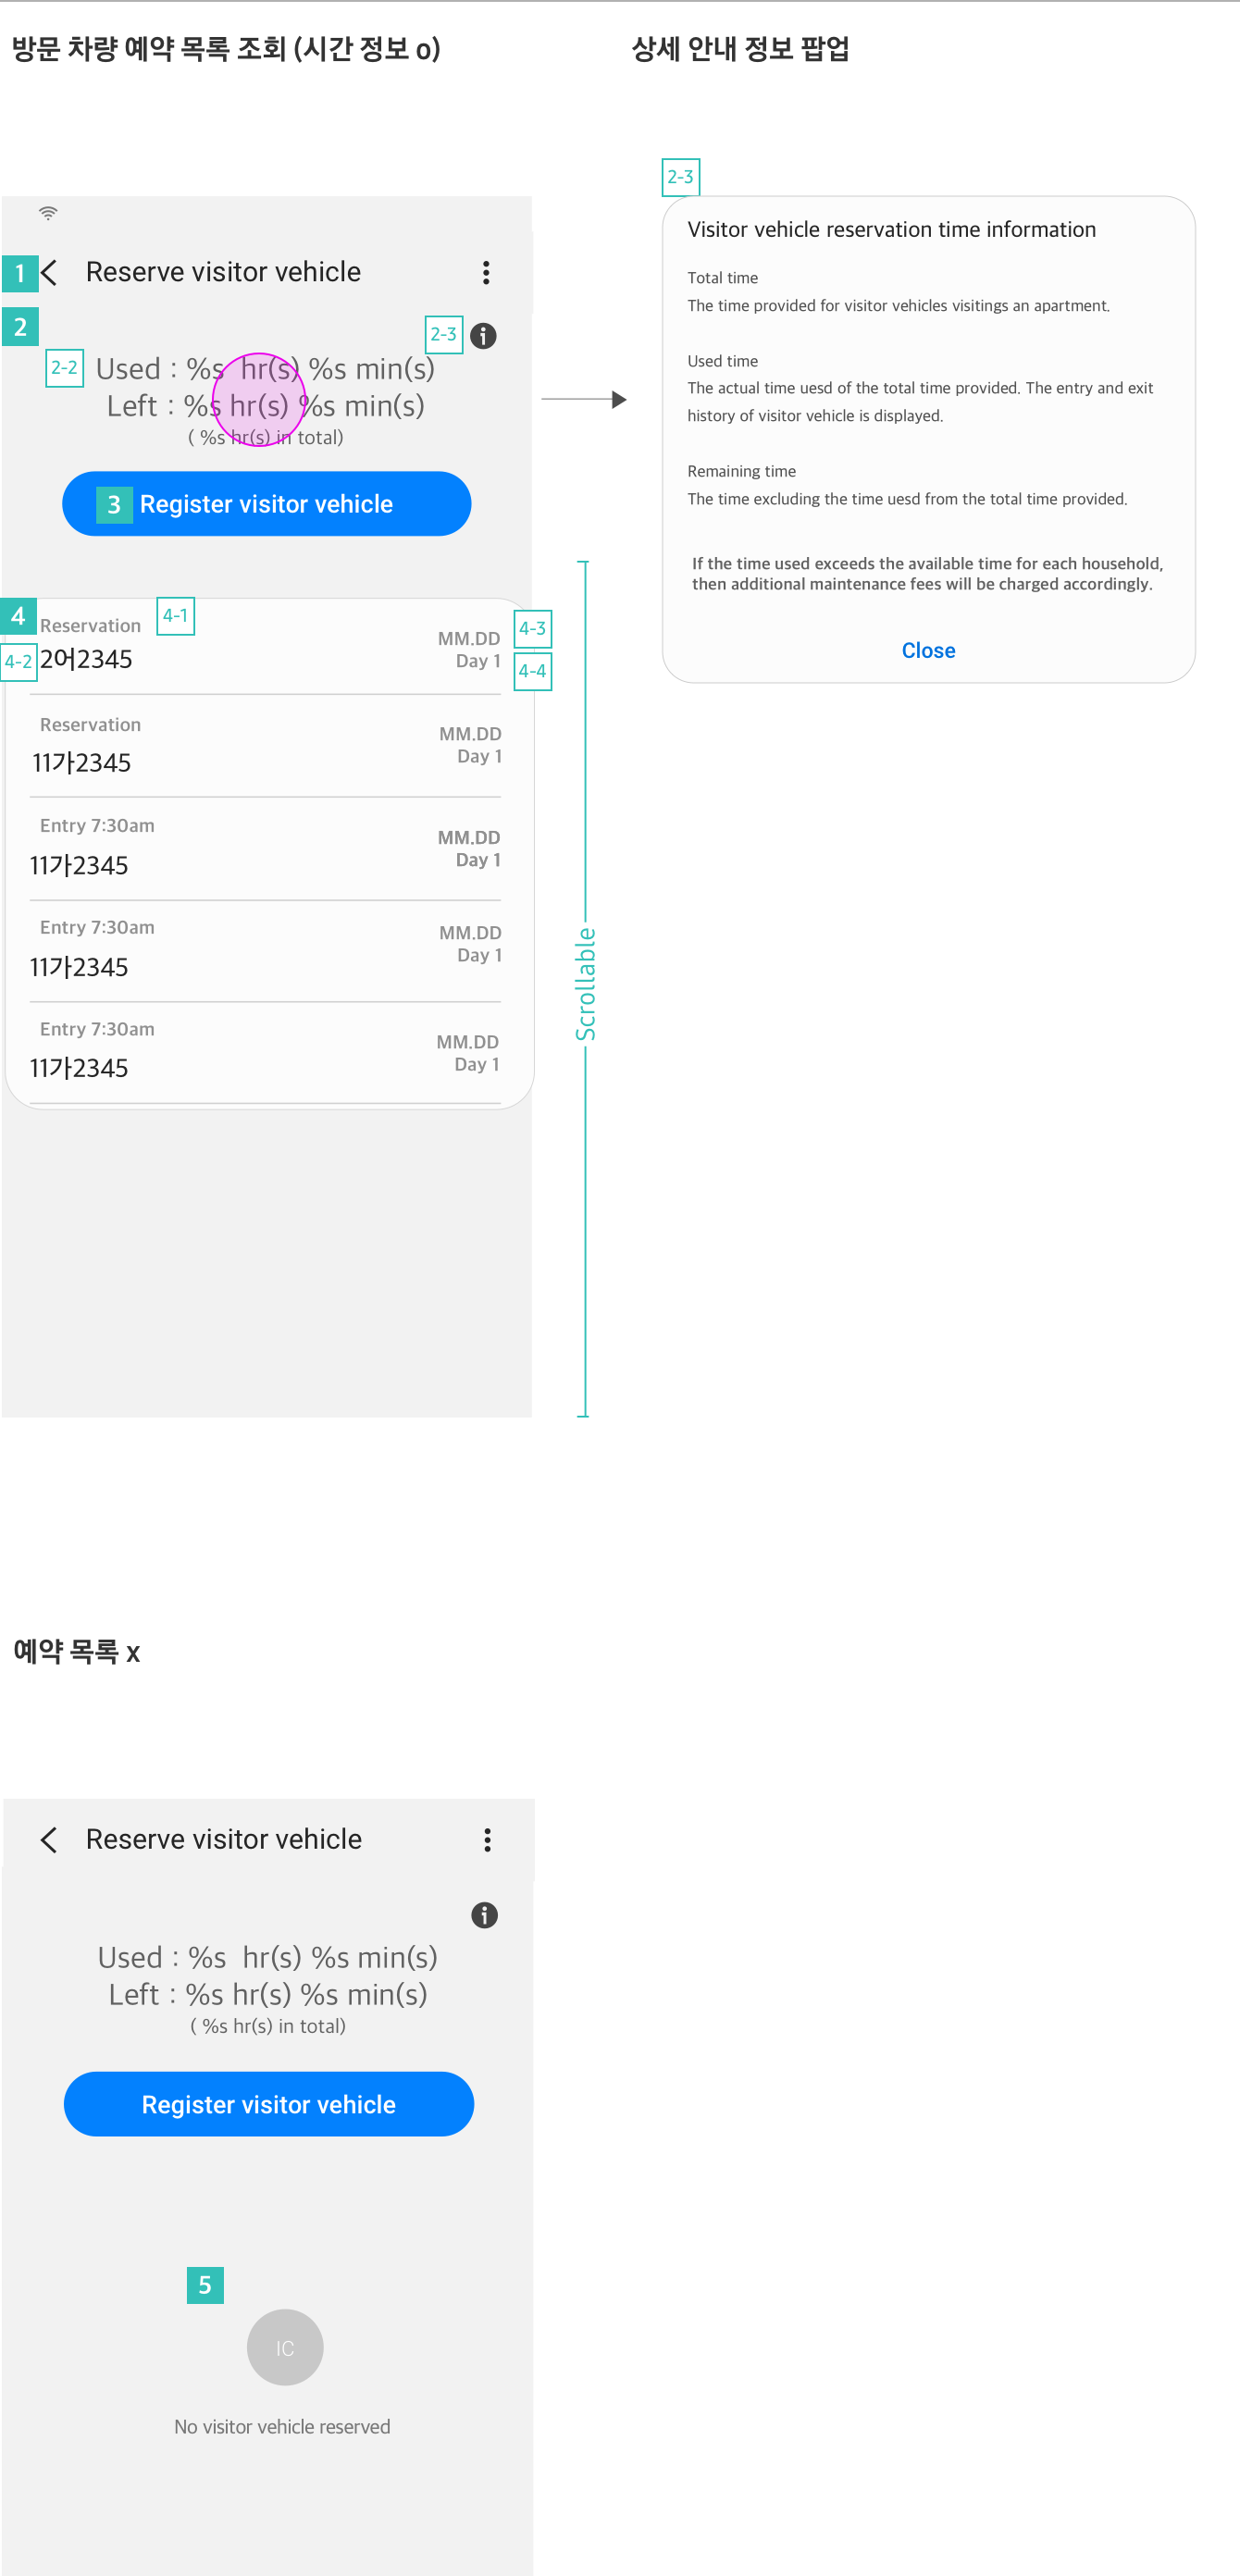 방문 차량 예약 목록 조회 (시간 정보 o)
상세 안내 정보 팝업
1
Reserve visitor vehicle
2
2-3
2-2
Used : %s hr(s) %s min(s)
Left : %s hr(s) %s min(s)
( %s hr(s) in total)
3
Register visitor vehicle
4
Reservation
4-1
MM.DD
4-3
4-2
2어2345
Day 1
4-4
Reservation
11가2345
MM.DD
Day 1
Entry 7:30am
11가2345
MM.DD
Day 1
Entry 7:30am
11가2345
MM.DD
Day 1
Entry 7:30am
11가2345
MM.DD
Day 1
Scrollable
2-3
Visitor vehicle reservation time information
Total time
The time provided for visitor vehicles visitings an apartment.
Used time
The actual time uesd of the total time provided. The entry and exit
history of visitor vehicle is displayed.
Remaining time
The time excluding the time uesd from the total time provided.
If the time used exceeds the available time for each household,
then additional maintenance fees will be charged accordingly.
Close
예약 목록 x
Reserve visitor vehicle
Used : %s hr(s) %s min(s)
Left : %s hr(s) %s min(s)
( %s hr(s) in total)
Register visitor vehicle
5
IC
No visitor vehicle reserved